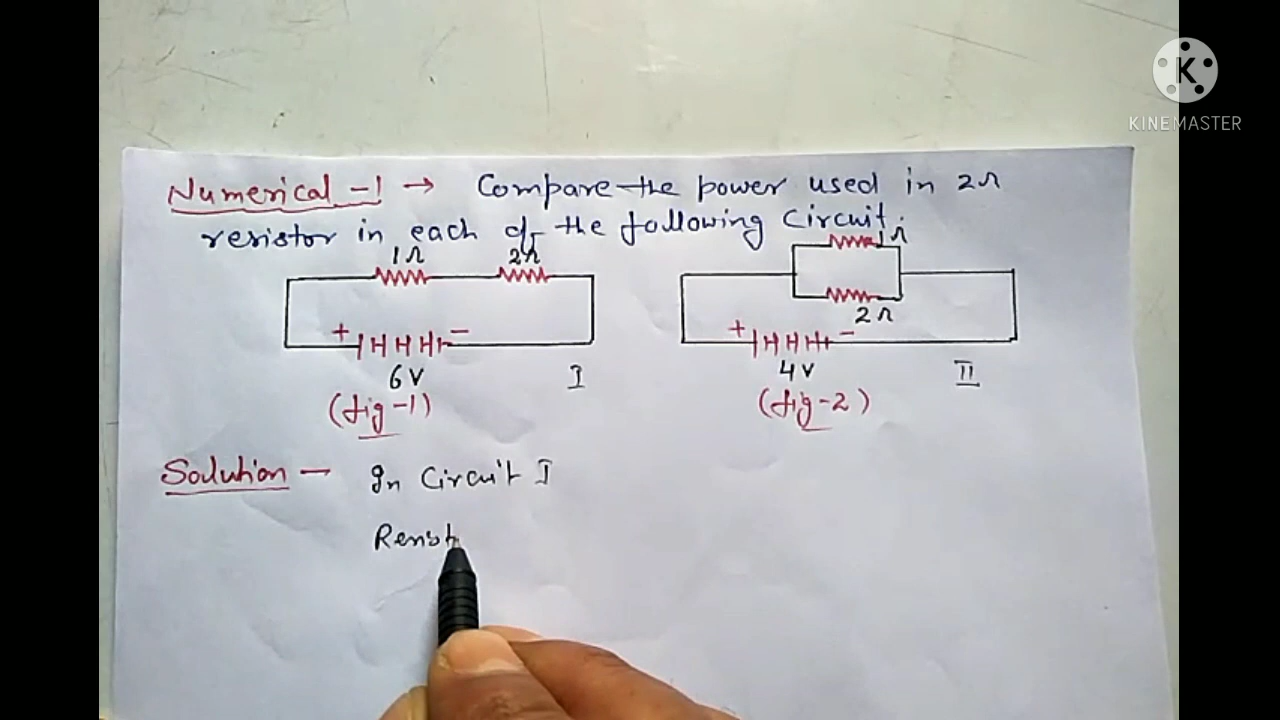 KINEMASTER
Numerical -1 → Compare the power used in 2Ω
resistor in each of the following Circuit.
1Ω 2Ω
+ -
6V I
(fig-1)
1Ω
2Ω
+ -
4V II
(fig-2)
Solution — In Circuit I
Resist